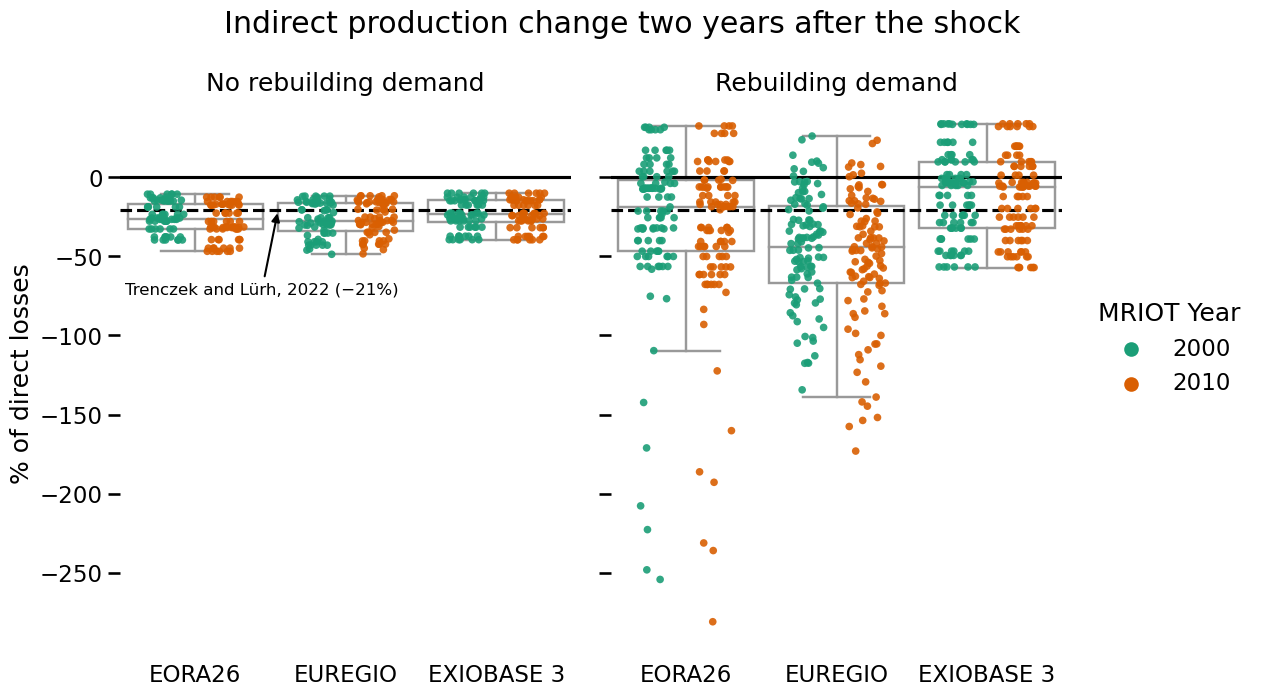 Indirect production change two years after the shock
No rebuilding demand
Rebuilding demand
% of direct losses
0
−50
−100
−150
−200
−250
Trenczek and Lürh, 2022 (−21%)
EORA26
EUREGIO
EXIOBASE 3
EORA26
EUREGIO
EXIOBASE 3
MRIOT Year
2000
2010